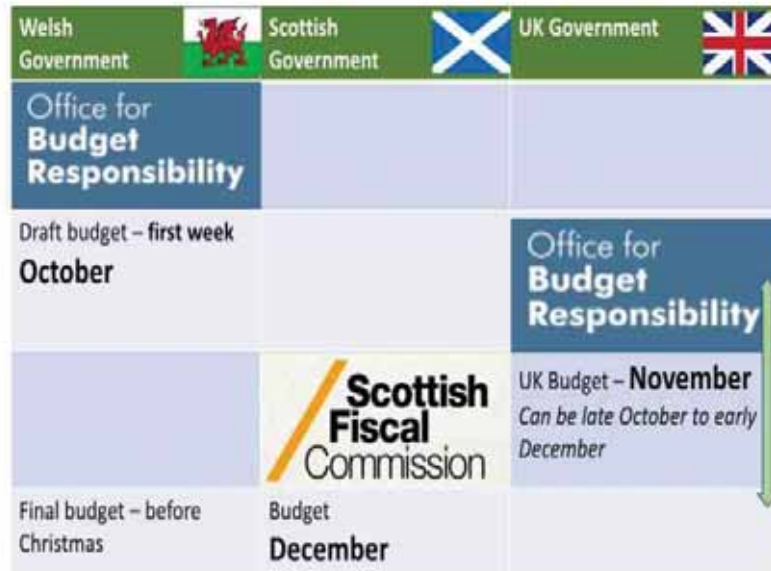 Welsh
Government
Scottish
Government
UK Government
Office for
Budget
Responsibility
Draft budget – first week
October
Office for
Budget
Responsibility
Scottish
Fiscal
Commission
UK Budget – November
Can be late October to early
December
Final budget – before
Christmas
Budget
December